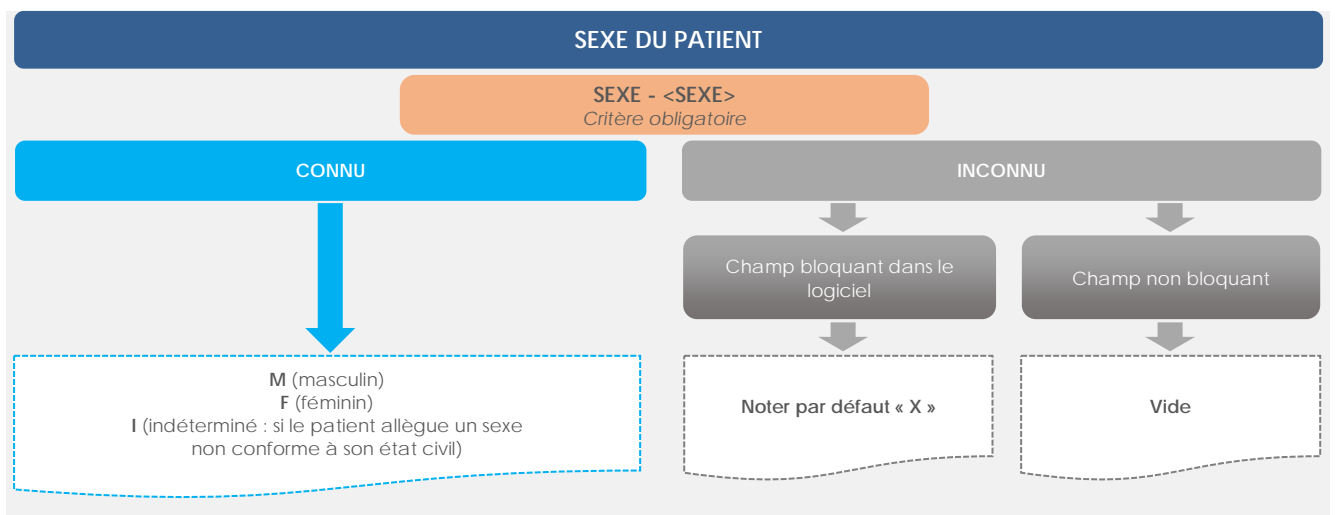 SEXE DU PATIENT
SEXE - <SEXE>
Critère obligatoire
CONNU
INCONNU
Champ bloquant dans le
logiciel
Champ non bloquant
M (masculin)
F (féminin)
I (indéterminé : si le patient allègue un sexe
non conforme à son état civil)
Noter par défaut « X »
Vide